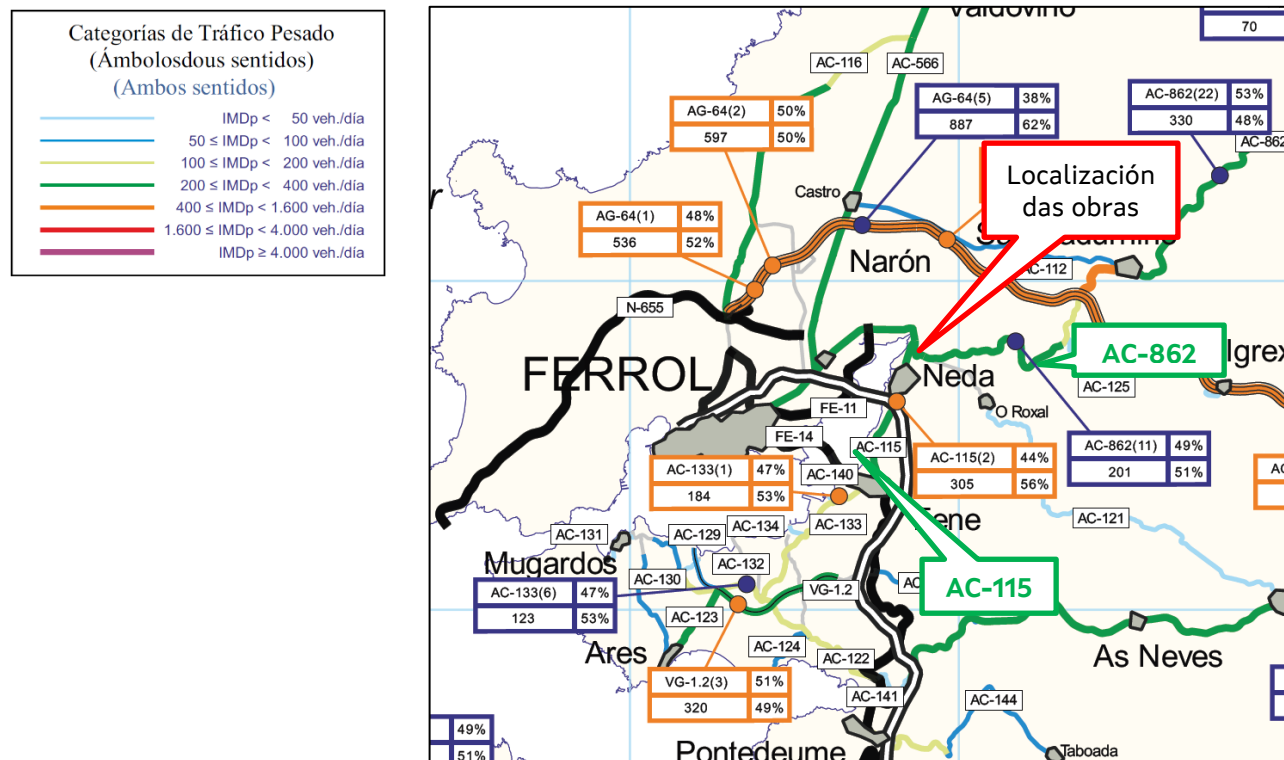 Categorías de Tráfico Pesado
(Ámbolosdous sentidos)
(Ambos sentidos)
IMDp < 50 veh./día
50 ≤ IMDp < 100 veh./día
100 ≤ IMDp < 200 veh./día
200 ≤ IMDp < 400 veh./día
400 ≤ IMDp < 1.600 veh./día
1.600 ≤ IMDp < 4.000 veh./día
IMDp ≥ 4.000 veh./día
Valdoviño
70
AC-116
AC-566
AG-64(2) 50%
597 50%
AG-64(5) 38%
887 62%
AC-862(22) 53%
330 48%
AC-862
Localización
das obras
Castro
AG-64(1) 48%
536 52%
Narón
AC-112
N-655
FERROL
AC-862
Neda
AC-125
O Roxal
FE-11
FE-14
AC-115
AC-115(2) 44%
305 56%
AC-862(11) 49%
201 51%
AC-133(1) 47%
184 53%
AC-140
AC-133
AC-134
AC-121
Fene
AC-131
AC-129
Mugardos
AC-132
AC-130
VG-1.2
AC-115
AC-133(6) 47%
123 53%
AC-123
Ares
AC-124
AC-122
As Neves
VG-1.2(3) 51%
320 49%
AC-141
AC-144
49%
51%
Pontedeume
Taboada